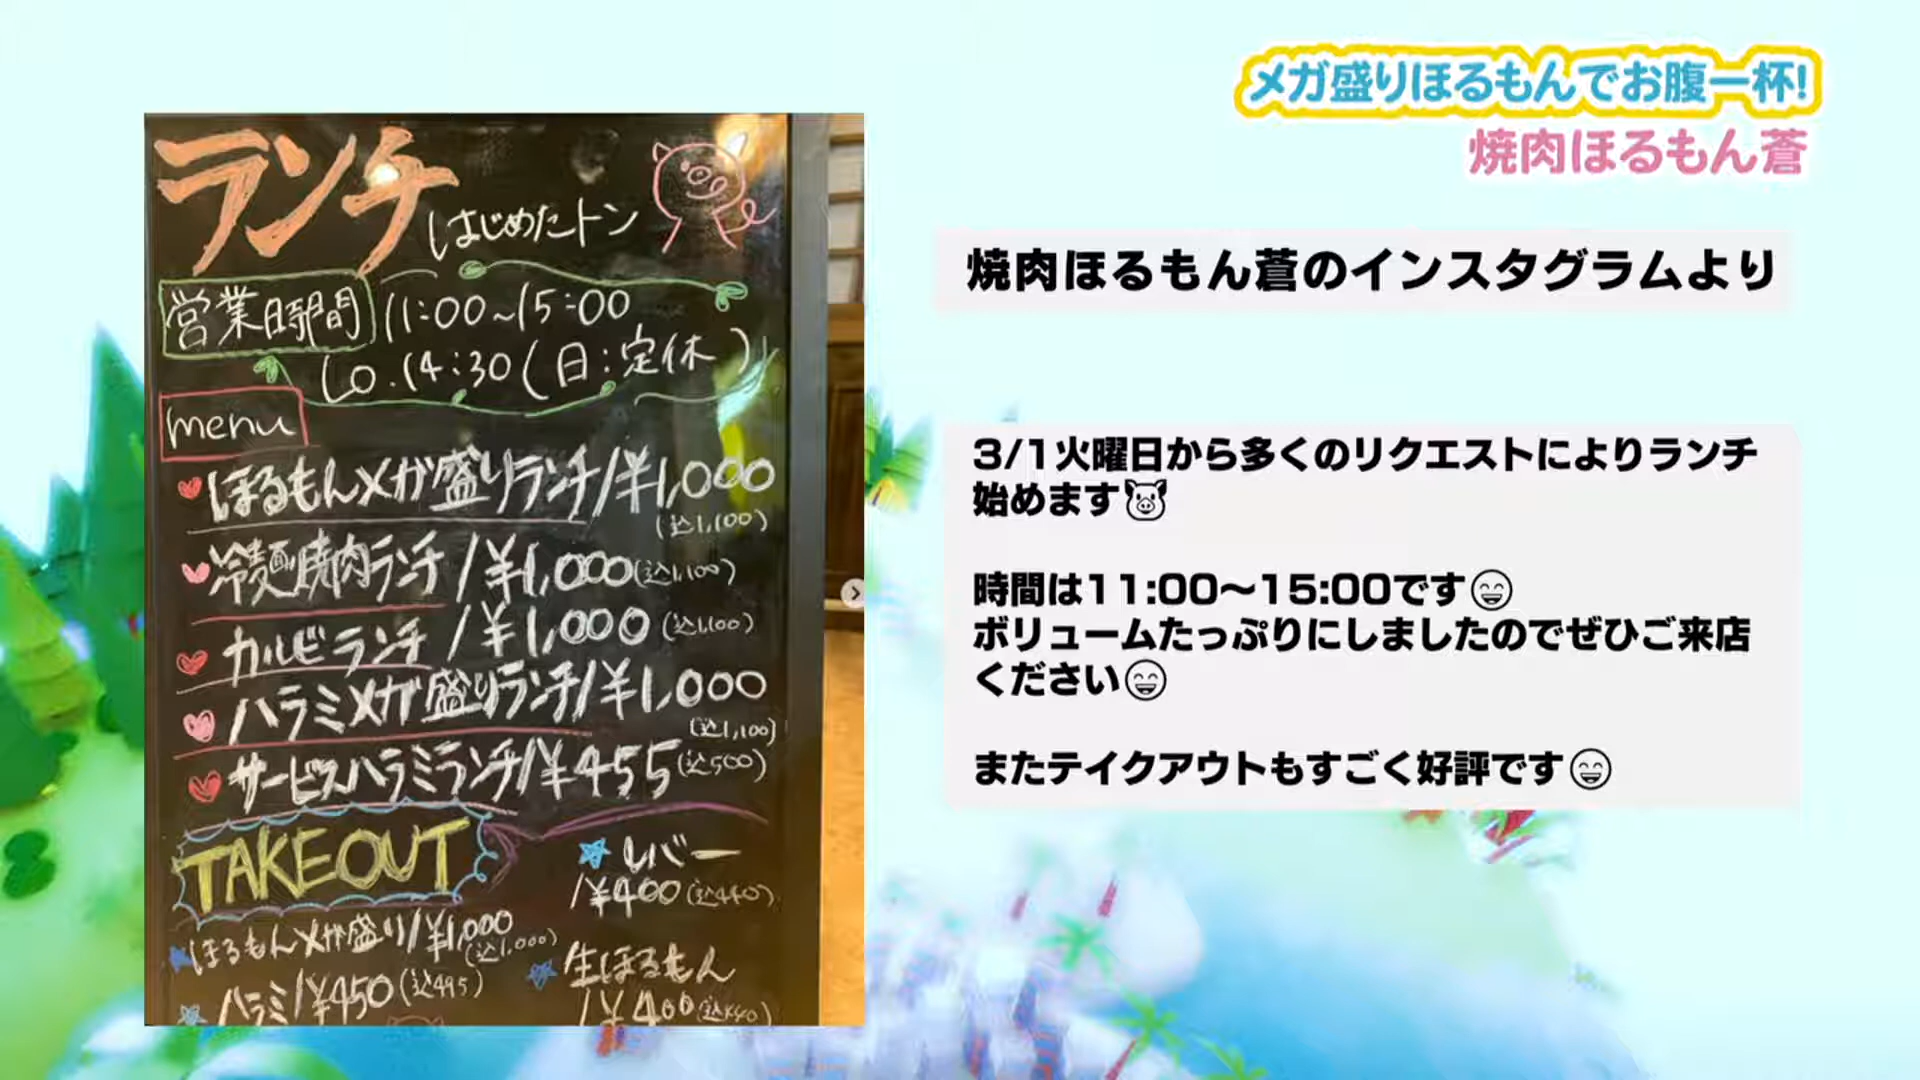 メガ盛りほるもんでお腹一杯!
焼肉ほるもん蒼
焼肉ほるもん蒼のインスタグラムより
3/1火曜日から多くのリクエストによりランチ
始めます🐷
時間は11:00〜15:00です😄
ボリュームたっぷりにしましたのでぜひご来店
ください😄
またテイクアウトもすごく好評です😄
ランチ
はじめたトン
営業時間 11:00~15:00
LO.14:30(日:定休)
menu
ほるもんメガ盛りランチ/¥1,000
(込1,100)
冷麺焼肉ランチ/¥1,000(込1,100)
カルビランチ/¥1,000(込1,100)
ハラミメガ盛りランチ/¥1,000
(込1,100)
サービスハラミランチ/¥455(込500)
TAKEOUT
ほるもんメガ盛り/¥1,000
(込1,000)
ハラミ/¥450(込495)
レバー
/¥400(込440)
生ほるもん
/¥400(込440)